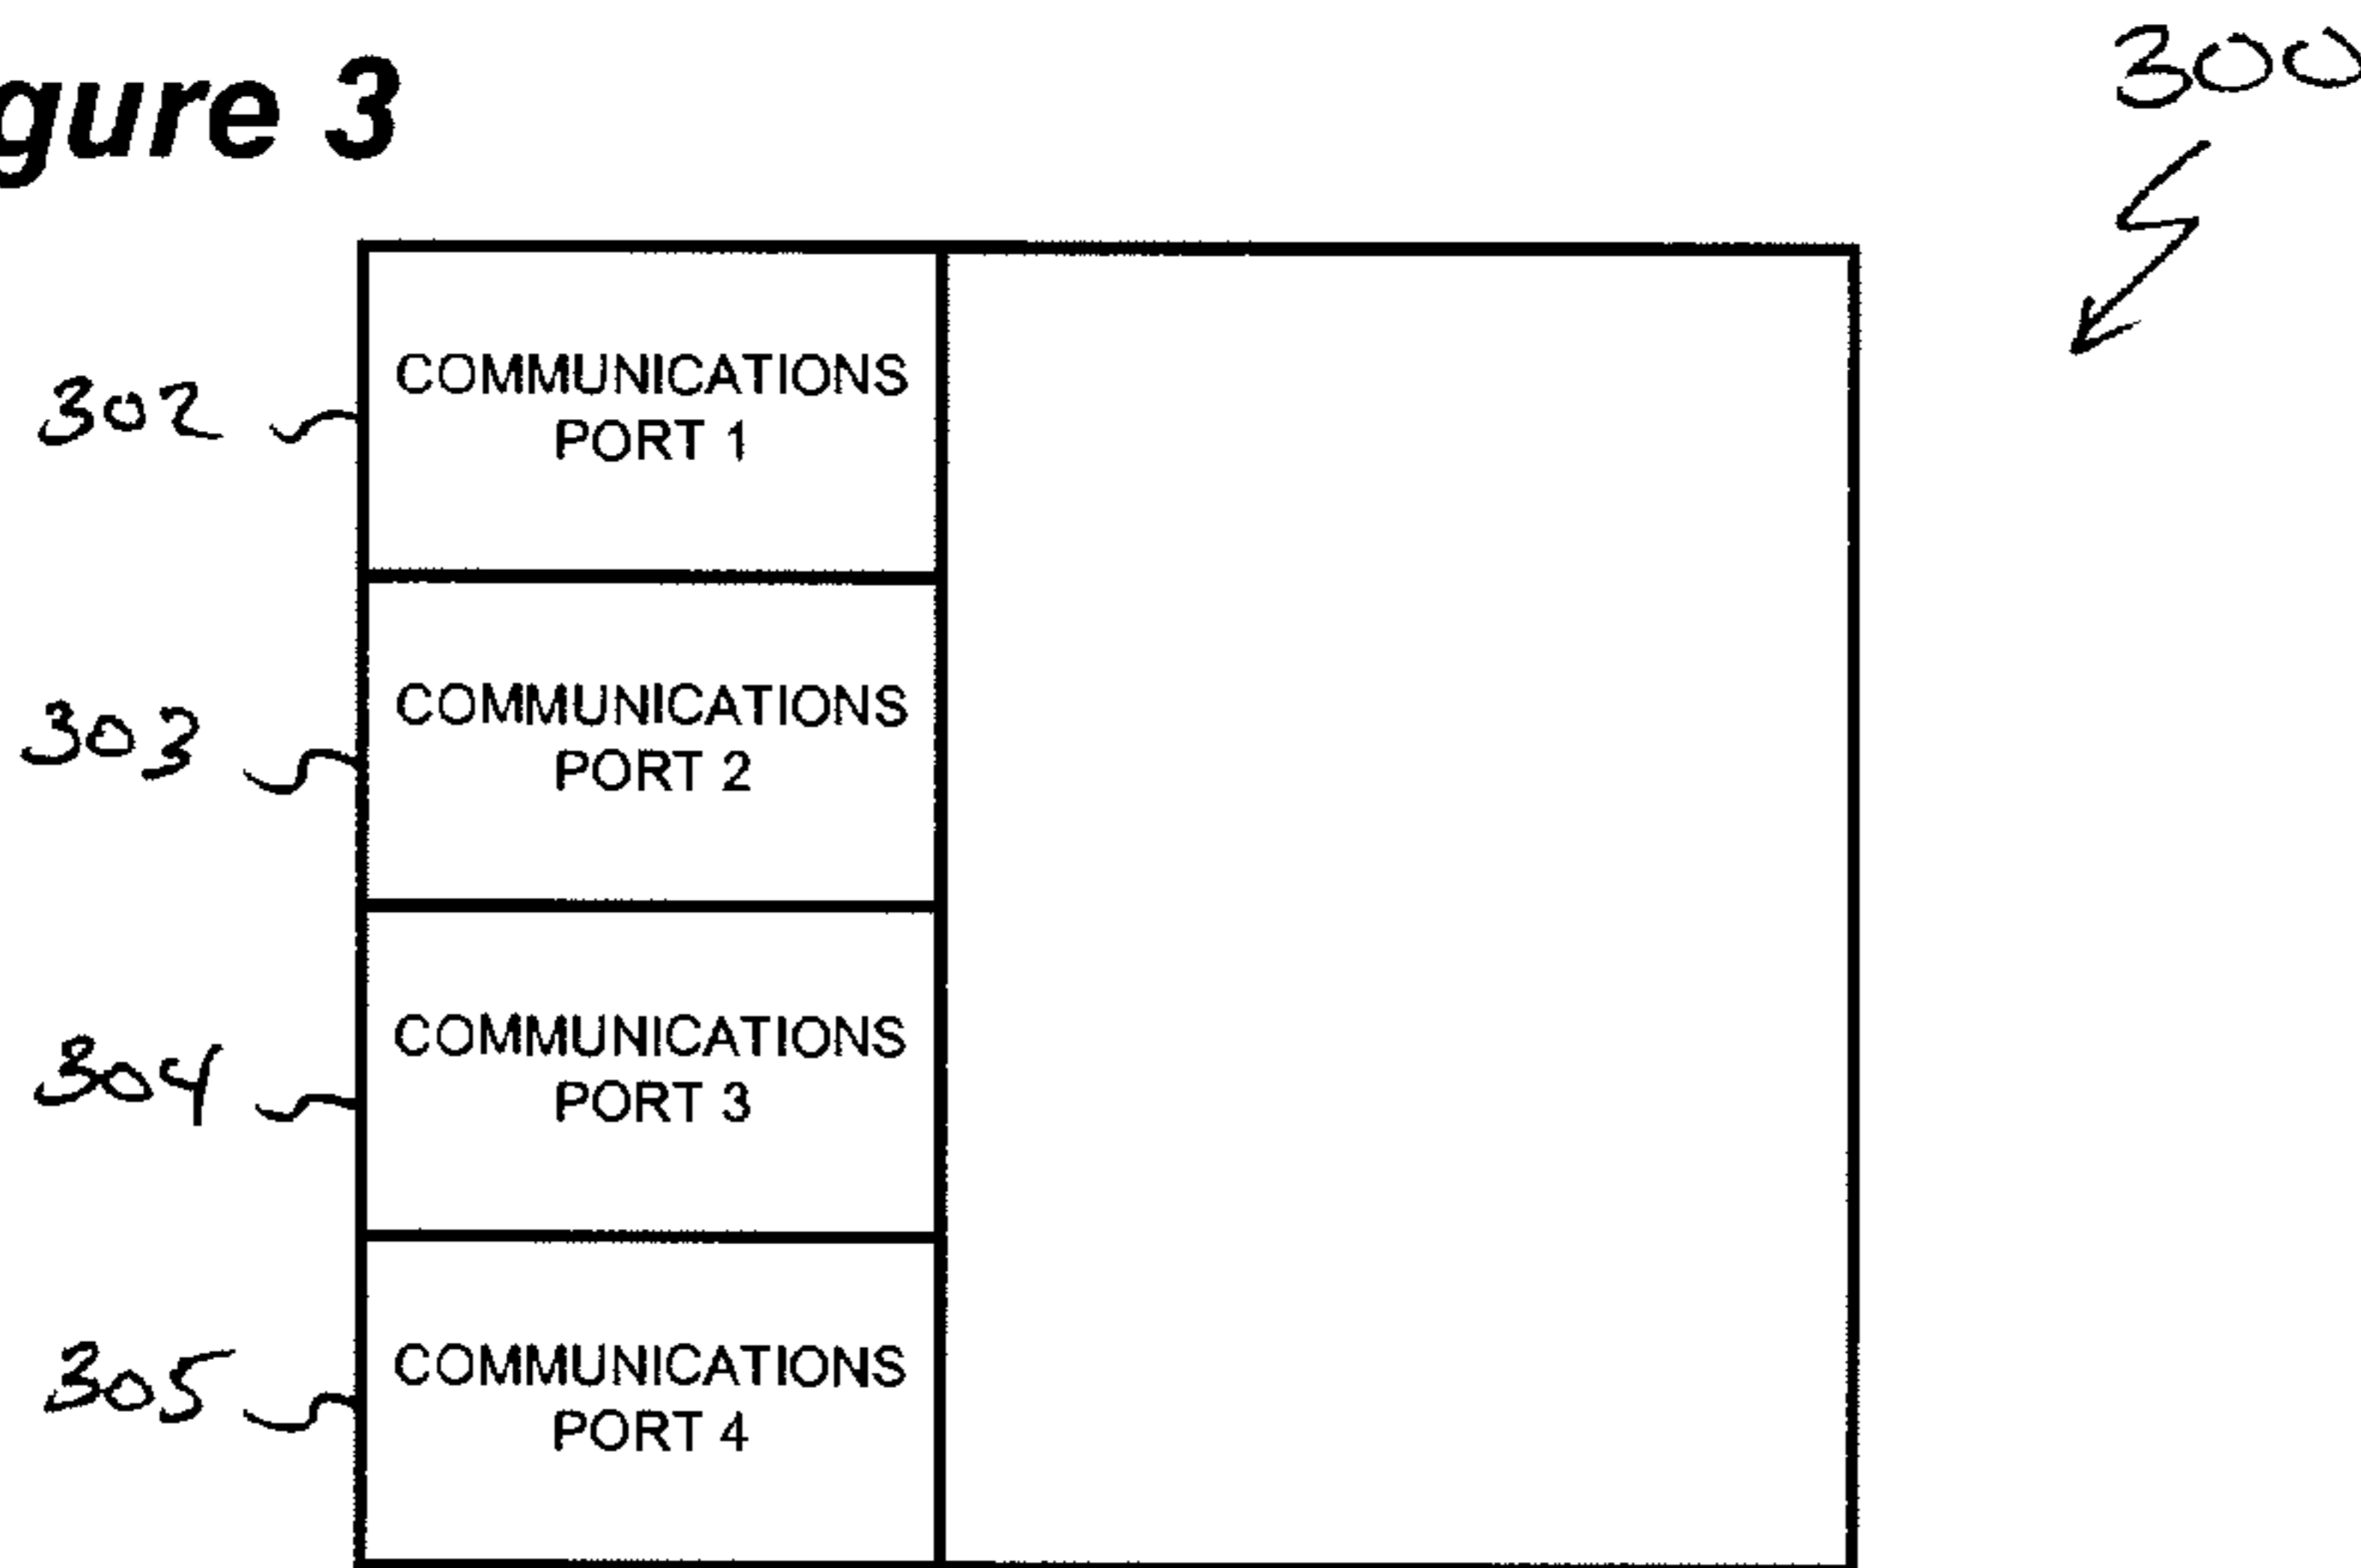 gure 3
300
302
COMMUNICATIONS
PORT 1
303
COMMUNICATIONS
PORT 2
304
COMMUNICATIONS
PORT 3
305
COMMUNICATIONS
PORT 4